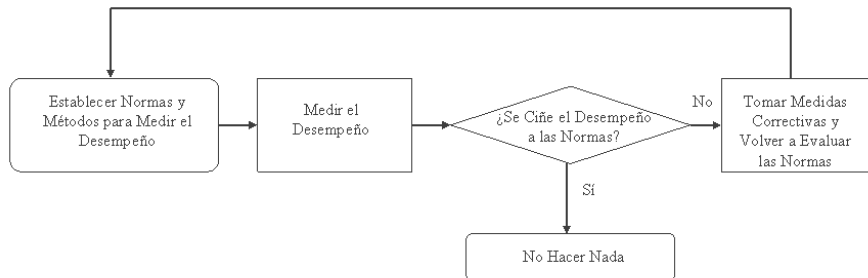 Establecer Normas y
Métodos para Medir el
Desempeño
Medir el
Desempeño
¿Se Ciñe el Desempeño
a las Normas?
No
Tomar Medidas
Correctivas y
Volver a Evaluar
las Normas
Sí
No Hacer Nada